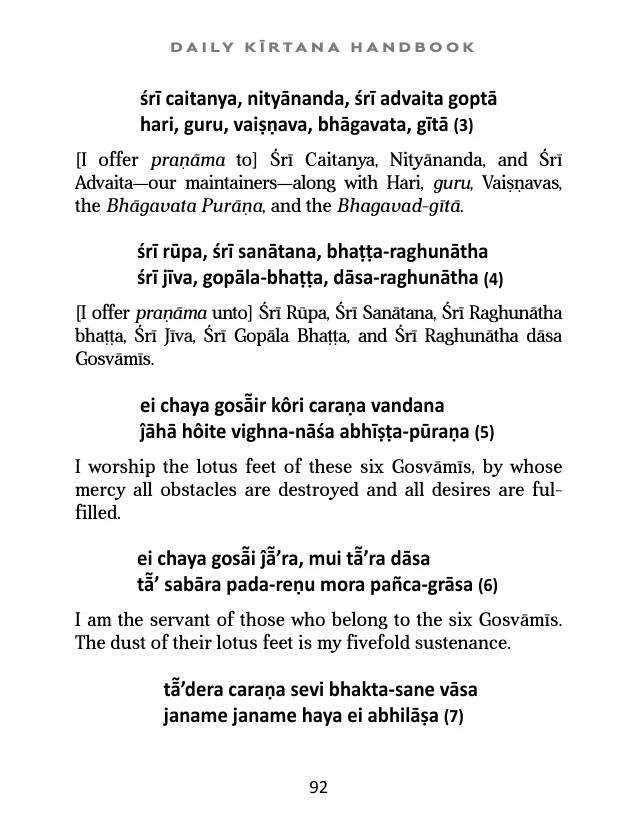 DAILY KĪRTANA HANDBOOK
śrī caitanya, nityānanda, śrī advaita goptā
hari, guru, vaiṣṇava, bhāgavata, gītā (3)
[I offer praṇāma to] Śrī Caitanya, Nityānanda, and Śrī
Advaita—our maintainers—along with Hari, guru, Vaiṣṇavas,
the Bhāgavata Purāṇa, and the Bhagavad-gītā.
śrī rūpa, śrī sanātana, bhaṭṭa-raghunātha
śrī jīva, gopāla-bhaṭṭa, dāsa-raghunātha (4)
[I offer praṇāma unto] Śrī Rūpa, Śrī Sanātana, Śrī Raghunātha
bhaṭṭa, Śrī Jīva, Śrī Gopāla Bhaṭṭa, and Śrī Raghunātha dāsa
Gosvāmīs.
ei chaya gosā̃ir kôri caraṇa vandana
ĵāhā hôite vighna-nāśa abhīṣṭa-pūraṇa (5)
I worship the lotus feet of these six Gosvāmīs, by whose
mercy all obstacles are destroyed and all desires are ful-
filled.
ei chaya gosā̃i ĵā̃’ra, mui tā̃’ra dāsa
tā̃’ sabāra pada-reṇu mora pañca-grāsa (6)
I am the servant of those who belong to the six Gosvāmīs.
The dust of their lotus feet is my fivefold sustenance.
tā̃’dera caraṇa sevi bhakta-sane vāsa
janame janame haya ei abhilāṣa (7)
92